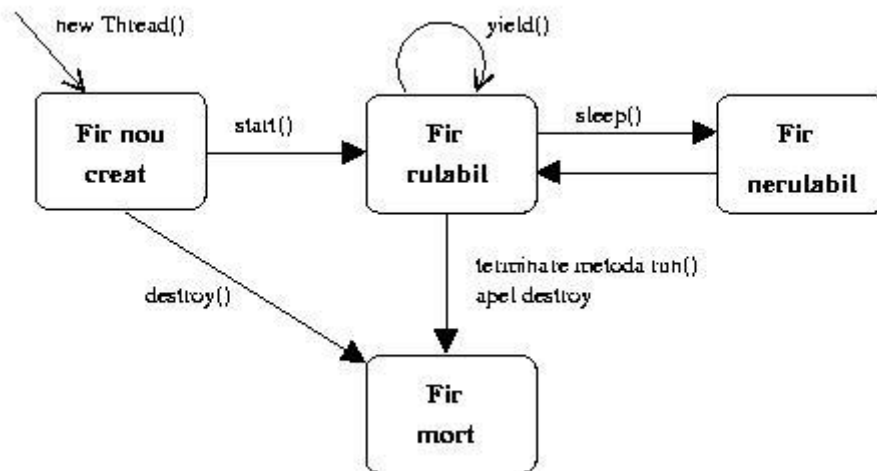 new Thread()
yield()
Fir nou
creat
start()
Fir
rulabil
sleep()
Fir
nerulabil
destroy()
terminate metoda run()
apel destroy
Fir
mort